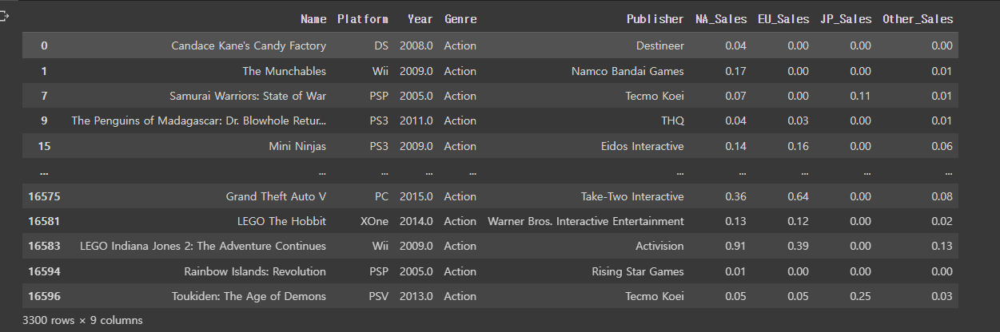 Name Platform Year Genre Publisher NA_Sales EU_Sales JP_Sales Other_Sales
0 Candace Kane's Candy Factory DS 2008.0 Action Destineer 0.04 0.00 0.00 0.00
1 The Munchables Wii 2009.0 Action Namco Bandai Games 0.17 0.00 0.00 0.01
7 Samurai Warriors: State of War PSP 2005.0 Action Tecmo Koei 0.07 0.00 0.11 0.01
9 The Penguins of Madagascar: Dr. Blowhole Retur... PS3 2011.0 Action THQ 0.04 0.03 0.00 0.01
15 Mini Ninjas PS3 2009.0 Action Eidos Interactive 0.14 0.16 0.00 0.06
... ... ... ... ... ... ... ... ... ...
16575 Grand Theft Auto V PC 2015.0 Action Take-Two Interactive 0.36 0.64 0.00 0.08
16581 LEGO The Hobbit XOne 2014.0 Action Warner Bros. Interactive Entertainment 0.13 0.12 0.00 0.02
16583 LEGO Indiana Jones 2: The Adventure Continues Wii 2009.0 Action Activision 0.91 0.39 0.00 0.13
16594 Rainbow Islands: Revolution PSP 2005.0 Action Rising Star Games 0.01 0.00 0.00 0.00
16596 Toukiden: The Age of Demons PSV 2013.0 Action Tecmo Koei 0.05 0.05 0.25 0.03
3300 rows × 9 columns